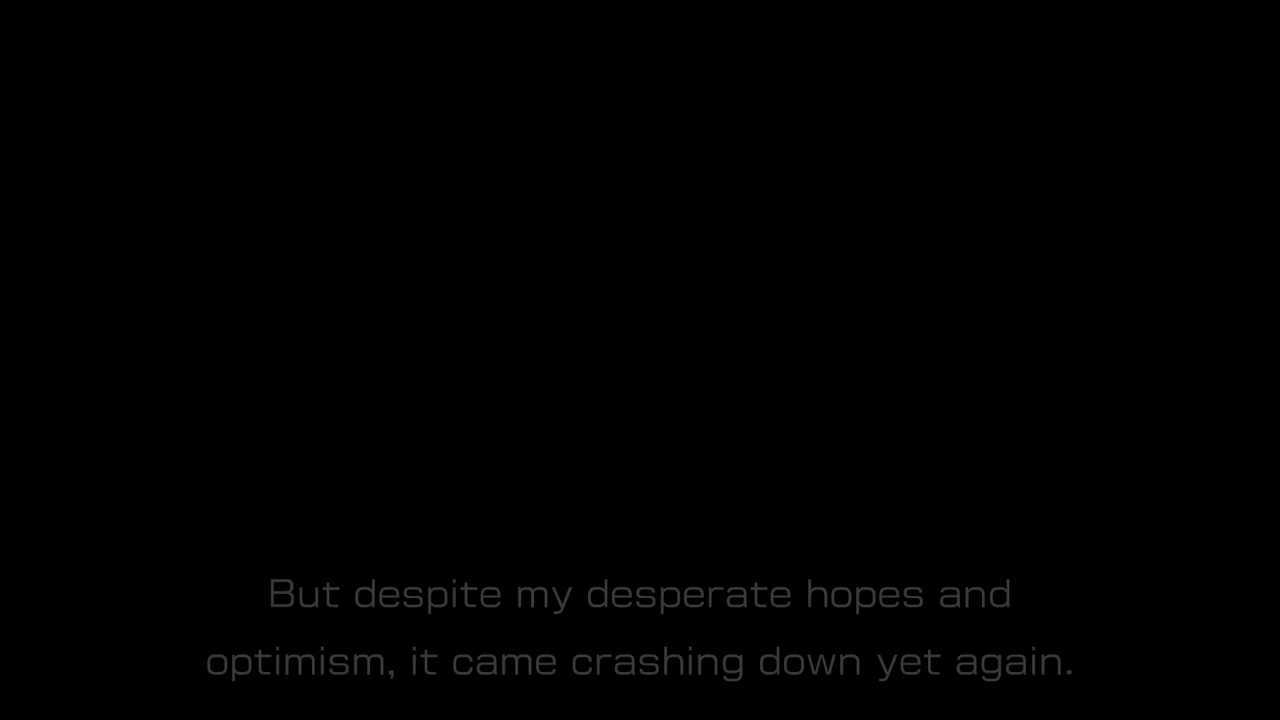 But despite my desperate hopes and
optimism, it came crashing down yet again.